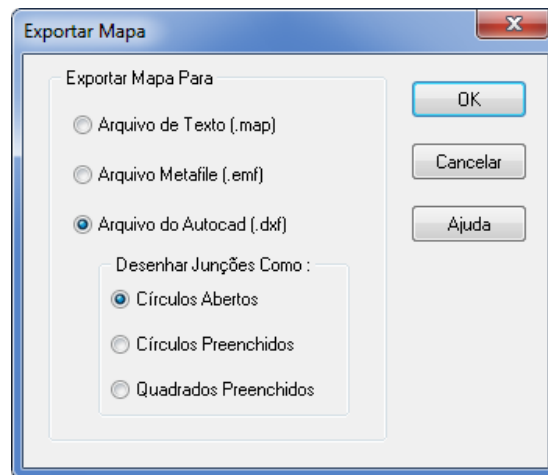 Exportar Mapa
Exportar Mapa Para
Arquivo de Texto (.map)
Arquivo Metafile (.emf)
Arquivo do Autocad (.dxf)
Desenhar Junções Como :
Círculos Abertos
Círculos Preenchidos
Quadrados Preenchidos
OK
Cancelar
Ajuda